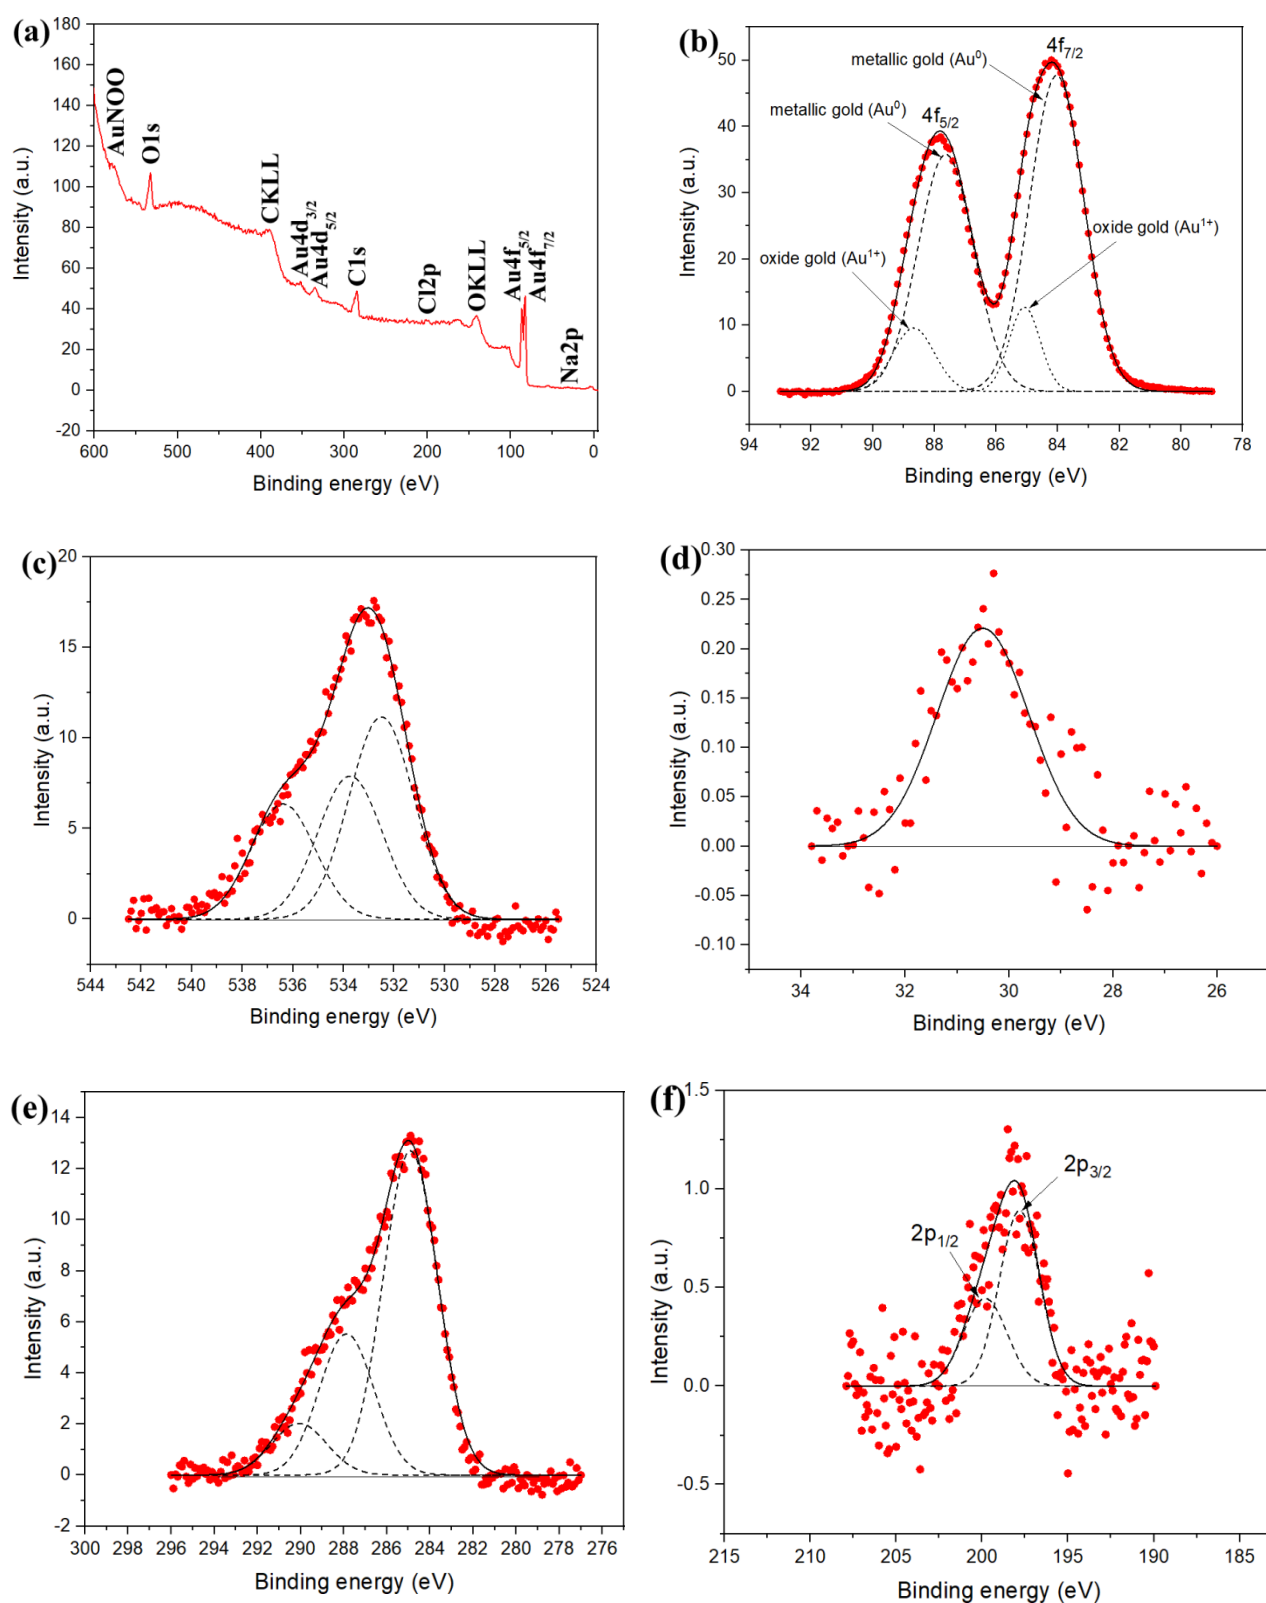 (a)
180
160
140
120
100
80
60
40
20
0
-20
Intensity (a.u.)
AuNOO
O1s
CKLL
Au4d3/2
Au4d5/2
C1s
Cl2p
OKLL
Au4f5/2
Au4f7/2
Na2p
600 500 400 300 200 100 0
Binding energy (eV)
(b)
50
40
30
20
10
0
Intensity (a.u.)
4f7/2
metallic gold (Au0)
metallic gold (Au0)
4f5/2
oxide gold (Au1+)
oxide gold (Au1+)
94 92 90 88 86 84 82 80 78
Binding energy (eV)
(c)
20
15
10
5
0
Intensity (a.u.)
544 542 540 538 536 534 532 530 528 526 524
Binding energy (eV)
(d)
0.30
0.25
0.20
0.15
0.10
0.05
0.00
-0.05
-0.10
Intensity (a.u.)
34 32 30 28 26
Binding energy (eV)
(e)
14
12
10
8
6
4
2
0
-2
Intensity (a.u.)
300 298 296 294 292 290 288 286 284 282 280 278 276
Binding energy (eV)
(f)
1.5
1.0
0.5
0.0
-0.5
Intensity (a.u.)
2p3/2
2p1/2
215 210 205 200 195 190 185
Binding energy (eV)